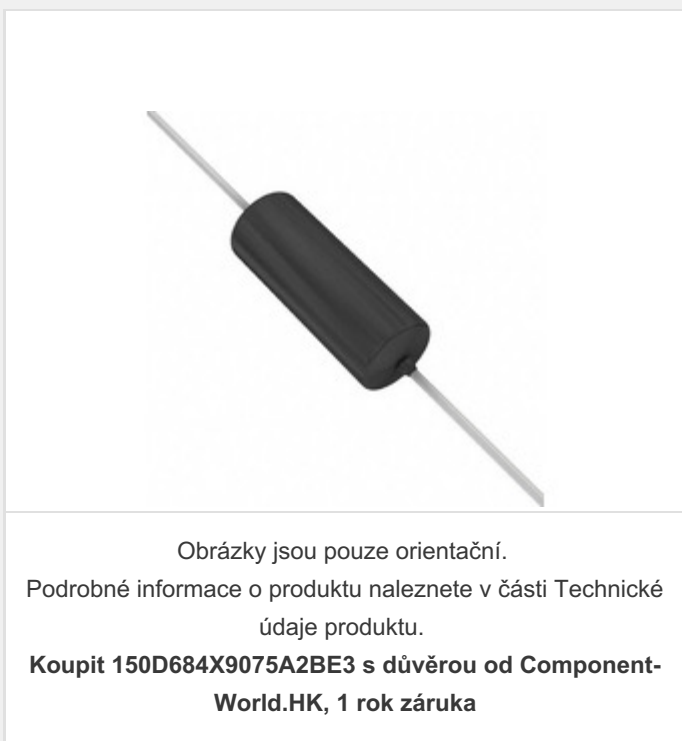 Obrázky jsou pouze orientační.
Podrobné informace o produktu naleznete v části Technické
údaje produktu.
Koupit 150D684X9075A2BE3 s důvěrou od Component-
World.HK, 1 rok záruka